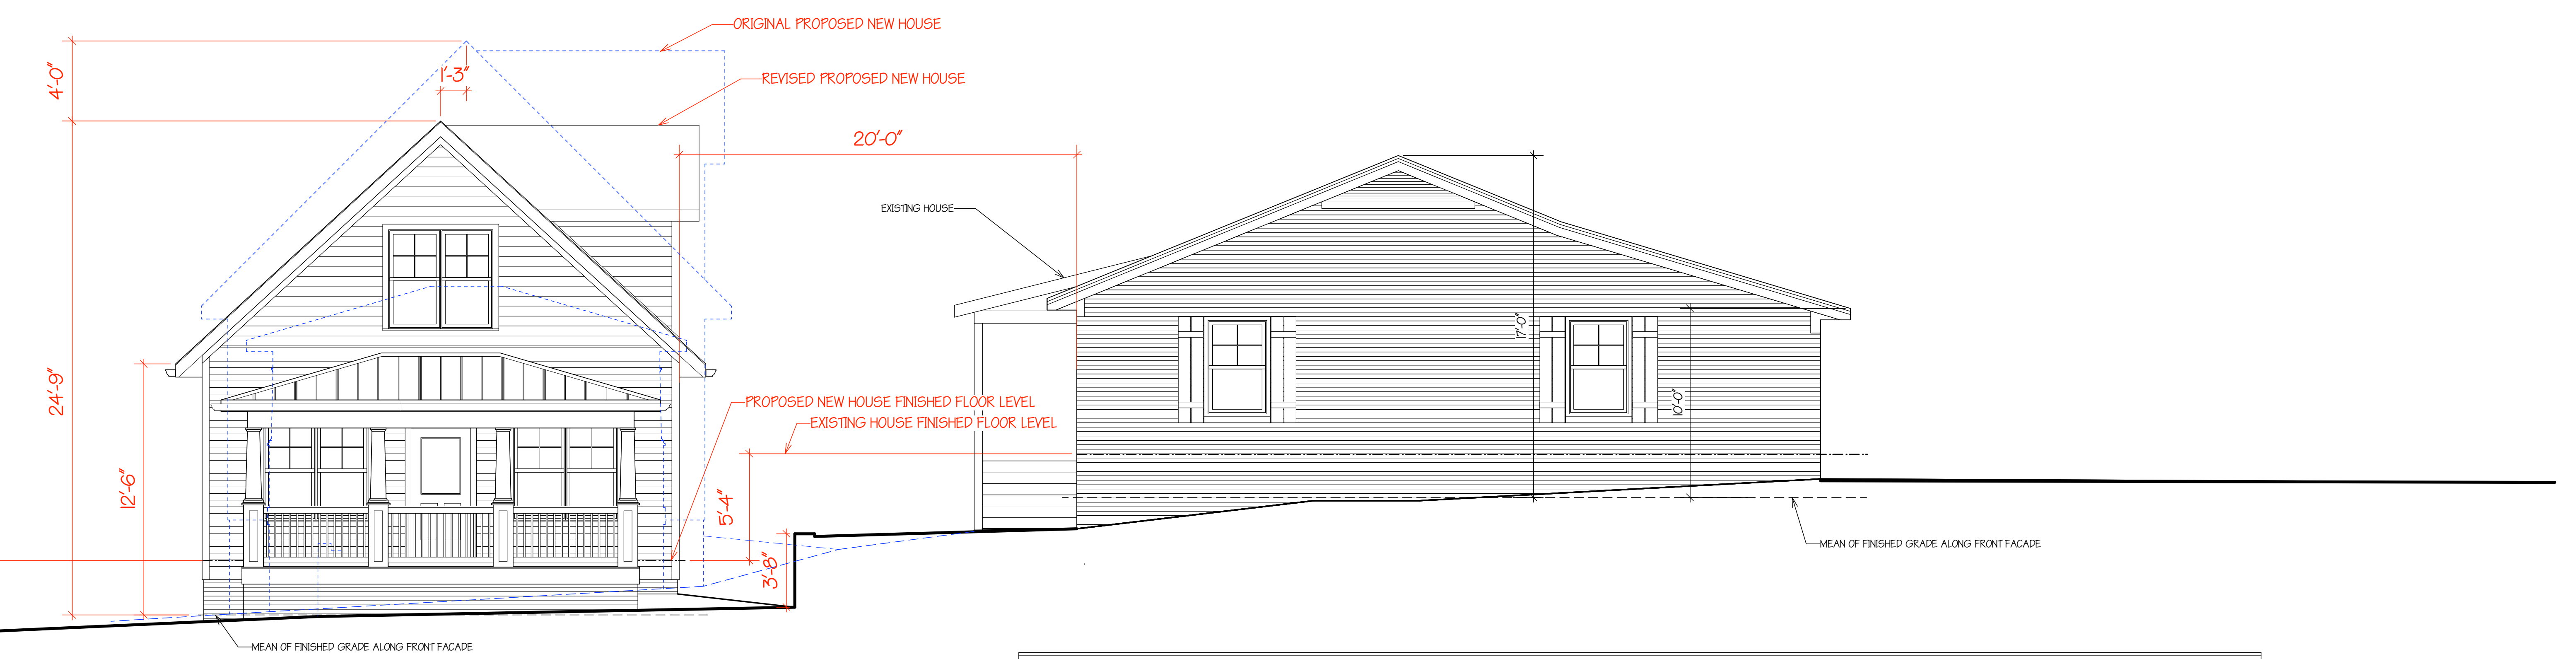 ORIGINAL PROPOSED NEW HOUSE
4'-0"
1'-3"
REVISED PROPOSED NEW HOUSE
20'-0"
EXISTING HOUSE
17'-0"
24'-9"
10'-0"
PROPOSED NEW HOUSE FINISHED FLOOR LEVEL
EXISTING HOUSE FINISHED FLOOR LEVEL
12'-6"
5'-4"
3'-8"
MEAN OF FINISHED GRADE ALONG FRONT FACADE
MEAN OF FINISHED GRADE ALONG FRONT FACADE